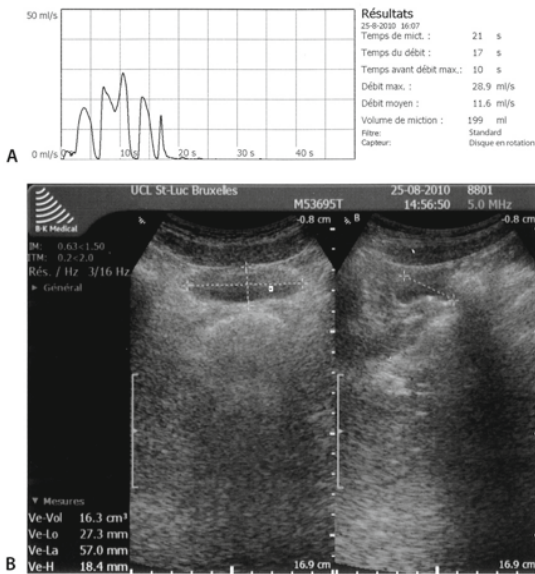 50 ml/s
0 ml/s
10 s
20 s
30 s
40 s
Résultats
25-8-2010 16:07
Temps de mict. : 21 s
Temps du débit : 17 s
Temps avant débit max.: 10 s
Débit max. : 28.9 ml/s
Débit moyen : 11.6 ml/s
Volume de miction : 199 ml
Filtre: Standard
Capteur: Disque en rotation
A
UCL St-Luc Bruxelles 25-08-2010 8801
M53695T 14:56:50 5.0 MHz
B-K Medical
-0.8 cm
B
-0.8 cm
IM: 0.63<1.50
ITM: 0.2<2.0
Rés. / Hz 3/16 Hz
Général
Mesures
Ve-Vol 16.3 cm³
Ve-Lo 27.3 mm
Ve-La 57.0 mm
Ve-H 18.4 mm
16.9 cm
16.9 cm
B